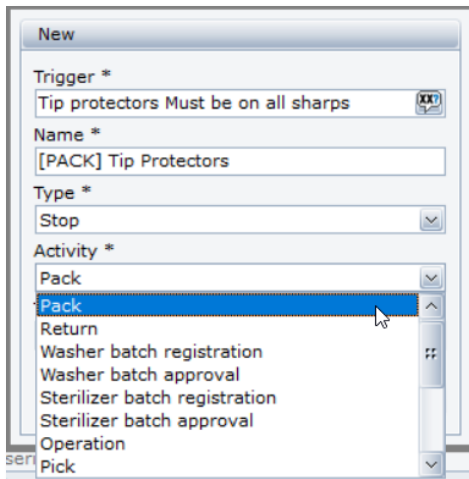 New
Trigger *
Tip protectors Must be on all sharps
XX?
Name *
[PACK] Tip Protectors
Type *
Stop
Activity *
Pack
Pack
Return
Washer batch registration
Washer batch approval
Sterilizer batch registration
Sterilizer batch approval
Operation
Pick